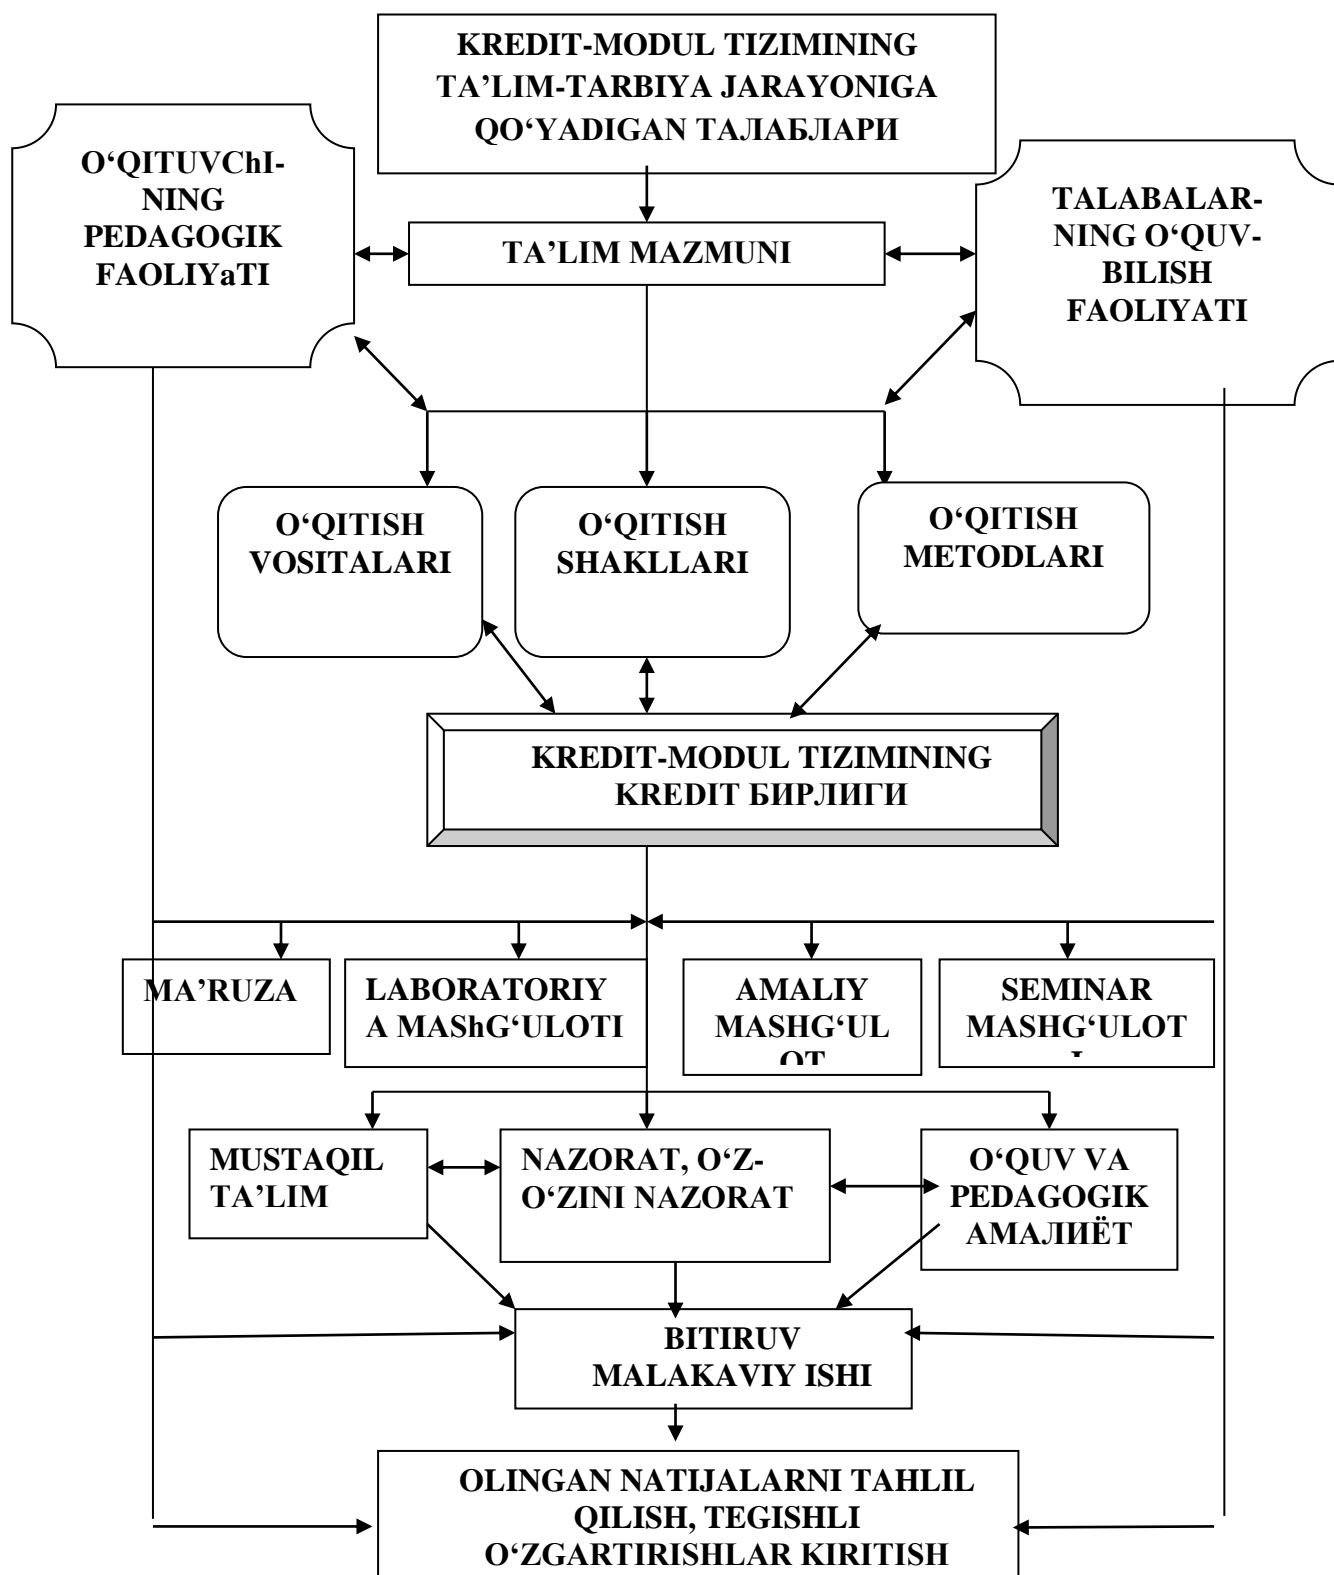 KREDIT-MODUL TIZIMINING
TA’LIM-TARBIYA JARAYONIGA
QO‘YADIGAN ТАЛАБЛАРИ
O‘QITUVChI-
NING
PEDAGOGIK
FAOLIYaTI
TA’LIM MAZMUNI
TALABALAR-
NING O‘QUV-
BILISH
FAOLIYATI
O‘QITISH
VOSITALARI
O‘QITISH
SHAKLLARI
O‘QITISH
METODLARI
KREDIT-MODUL TIZIMINING
KREDIT БИРЛИГИ
MA’RUZA
LABORATORIY
A MAShG‘ULOTI
AMALIY
MASHG‘UL
OT
SEMINAR
MASHG‘ULOT
I
MUSTAQIL
TA’LIM
NAZORAT, O‘Z-
O‘ZINI NAZORAT
O‘QUV VA
PEDAGOGIK
АМАЛИЁТ
BITIRUV
MALAKAVIY ISHI
OLINGAN NATIJALARNI TAHLIL
QILISH, TEGISHLI
O‘ZGARTIRISHLAR KIRITISH